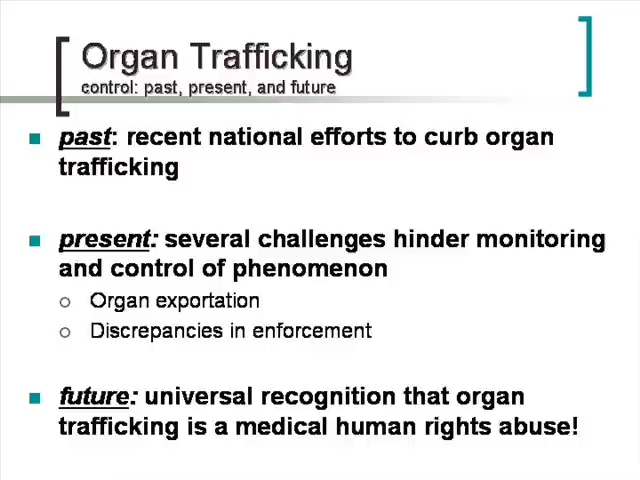 Organ Trafficking
control: past, present, and future
past: recent national efforts to curb organ
trafficking
present: several challenges hinder monitoring
and control of phenomenon
Organ exportation
Discrepancies in enforcement
future: universal recognition that organ
trafficking is a medical human rights abuse!